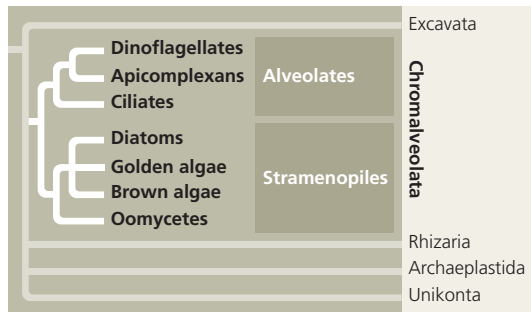 Excavata
Dinoflagellates
Apicomplexans
Ciliates
Alveolates
Diatoms
Golden algae
Brown algae
Oomycetes
Stramenopiles
Chromalveolata
Rhizaria
Archaeplastida
Unikonta